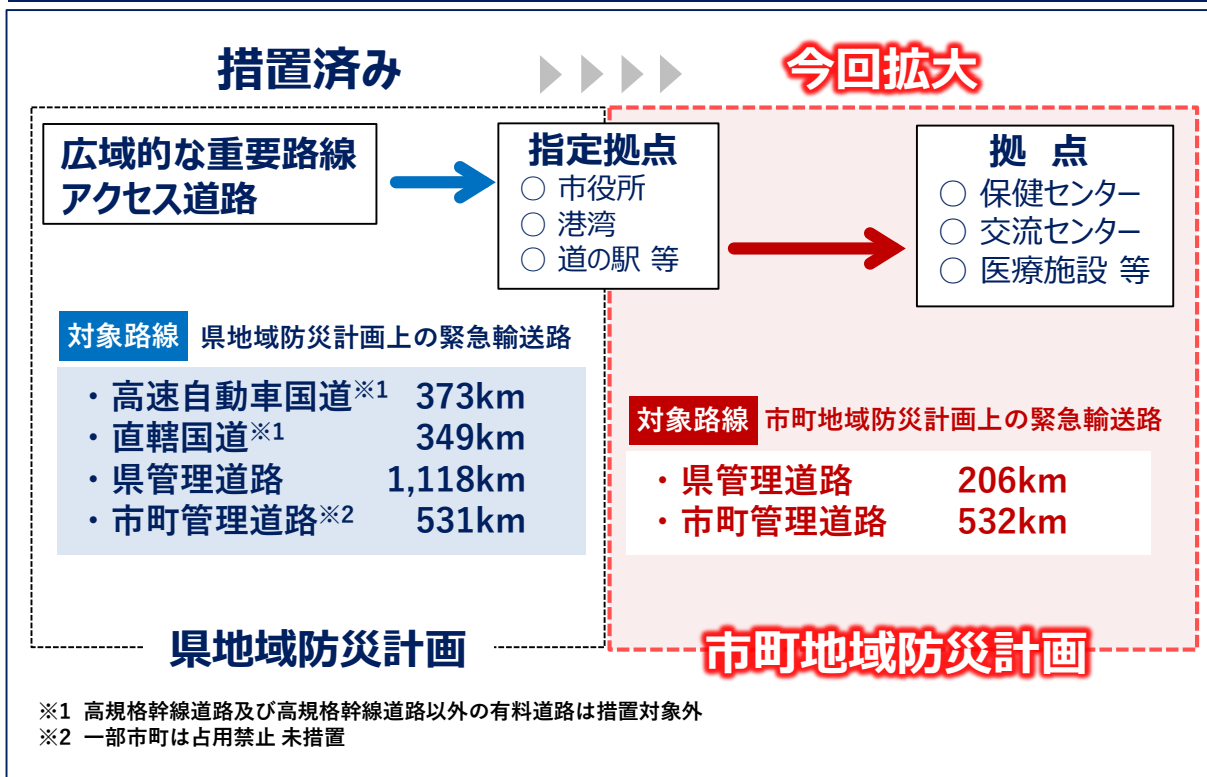 措置済み
今回拡大
広域的な重要路線
アクセス道路
指定拠点
○ 市役所
○ 港湾
○ 道の駅 等
拠 点
○ 保健センター
○ 交流センター
○ 医療施設 等
対象路線 県地域防災計画上の緊急輸送路
・高速自動車国道※1 373km
・直轄国道※1 349km
・県管理道路 1,118km
・市町管理道路※2 531km
対象路線 市町地域防災計画上の緊急輸送路
・県管理道路 206km
・市町管理道路 532km
県地域防災計画
市町地域防災計画
※1 高規格幹線道路及び高規格幹線道路以外の有料道路は措置対象外
※2 一部市町は占用禁止 未措置